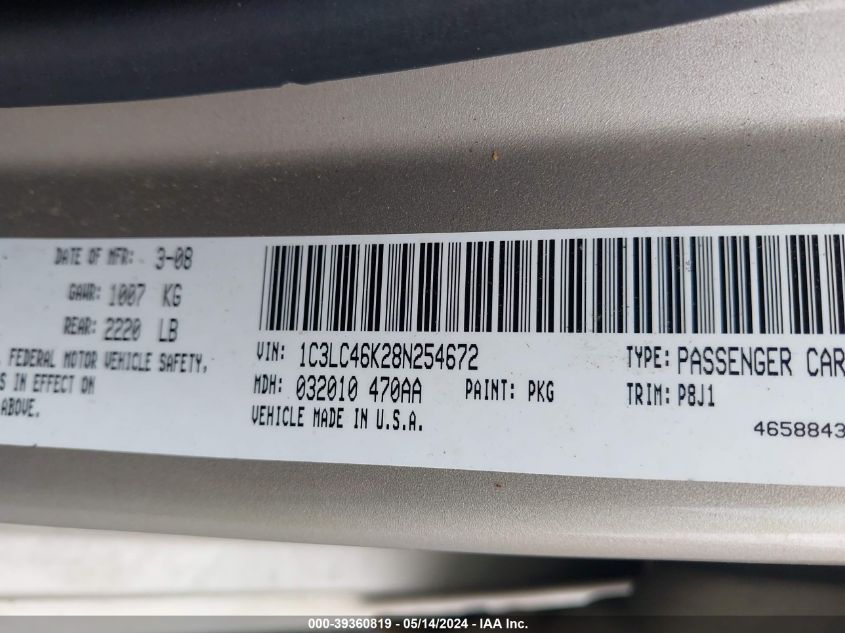 DATE OF MFR: 3-08
GAWR: 1007 KG
REAR: 2220 LB
FEDERAL MOTOR VEHICLE SAFETY,
S IN EFFECT ON
ABOVE.
VIN: 1C3LC46K28N254672
TYPE: PASSENGER CAR
MDH: 032010 470AA PAINT: PKG
TRIM: P8J1
VEHICLE MADE IN U.S.A.
4658843
000-39360819 - 05/14/2024 - IAA Inc.